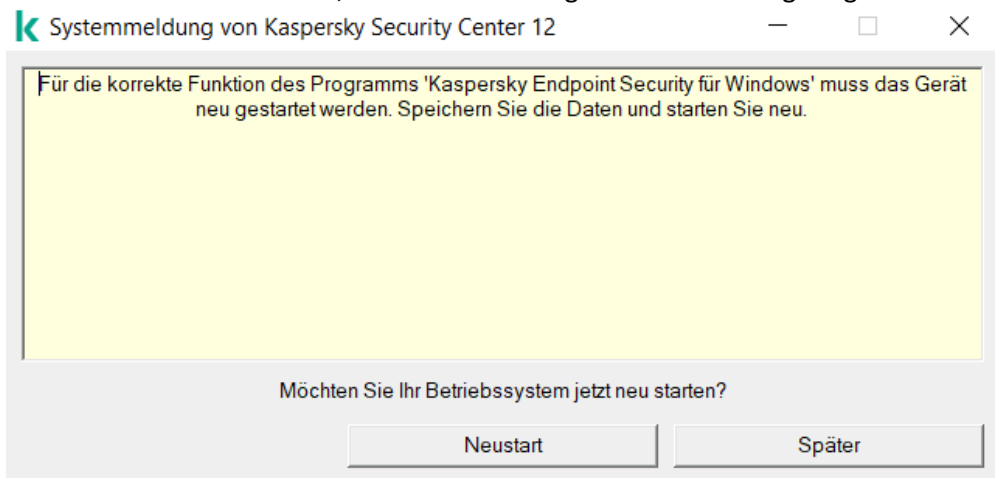 Systemmeldung von Kaspersky Security Center 12
Für die korrekte Funktion des Programms 'Kaspersky Endpoint Security für Windows' muss das Gerät
neu gestartet werden. Speichern Sie die Daten und starten Sie neu.
Möchten Sie Ihr Betriebssystem jetzt neu starten?
Neustart
Später